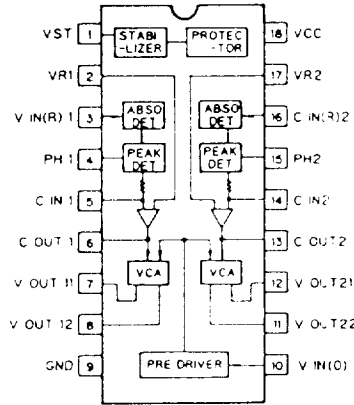 VST 1 STABI -LIZER PROTEC -TOR 18 VCC
VR1 2 17 VR2
V IN(R) 1 3 ABSO DET ABSO DET 16 C IN(R)2
PH 1 4 PEAK DET PEAK DET 15 PH2
C IN 1 5 14 C IN2
C OUT 1 6 13 C OUT2
V OUT 11 7 VCA VCA 12 V OUT21
V OUT 12 8 11 V OUT22
GND 9 PRE DRIVER 10 V IN(O)